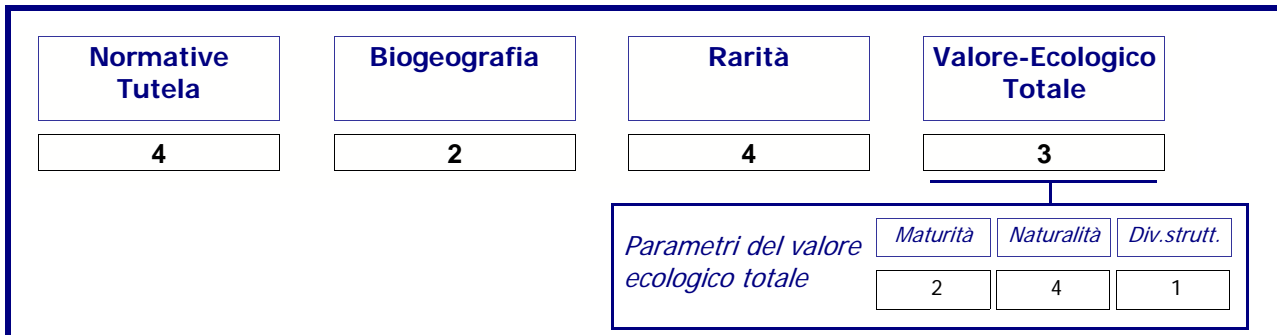 Normative
Tutela
Biogeografia
Rarità
Valore-Ecologico
Totale
4
2
4
3
Parametri del valore
ecologico totale
Maturità
Naturalità
Div.strutt.
2
4
1